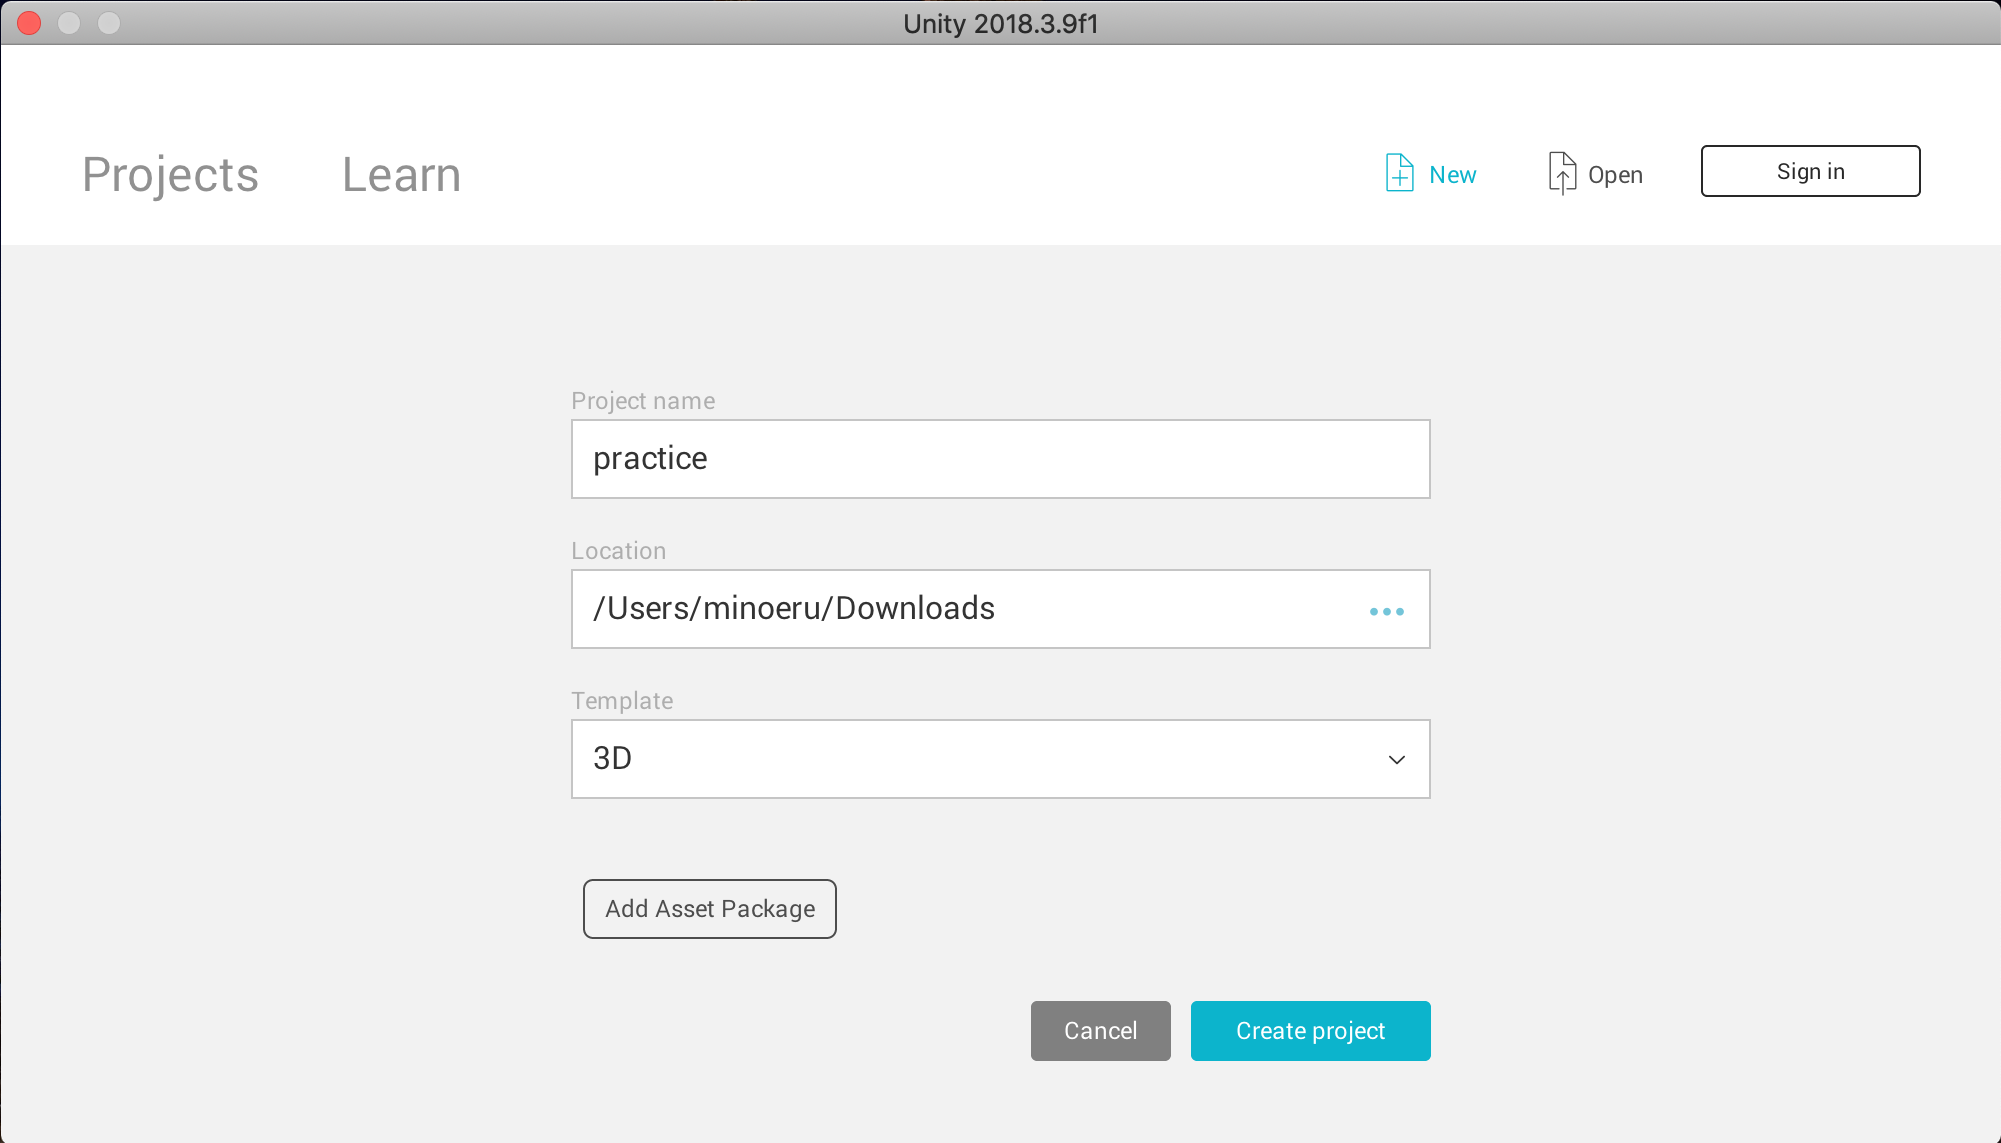 Unity 2018.3.9f1
Projects Learn New Open Sign in
Project name
practice
Location
/Users/minoeru/Downloads
Template
3D
Add Asset Package
Cancel Create project